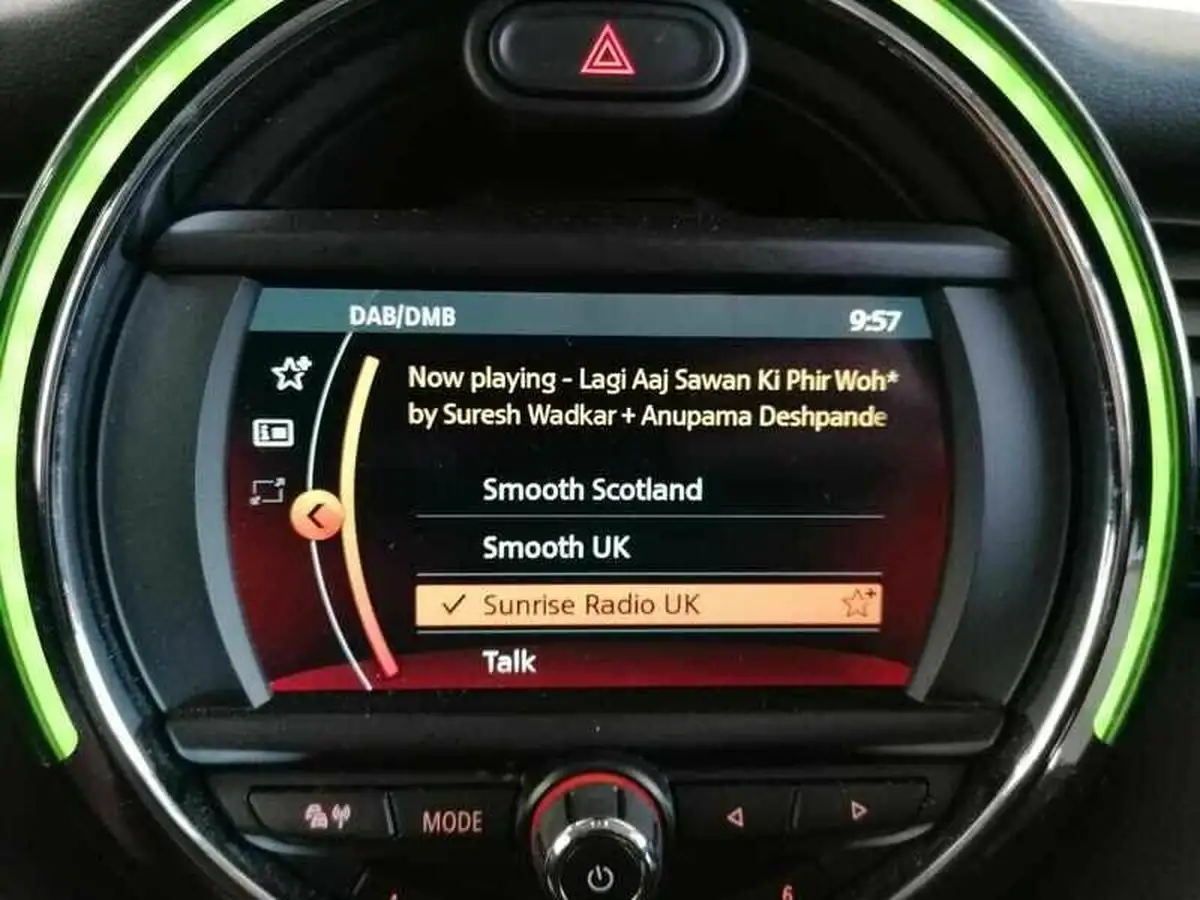 DAB/DMB
9:57
Now playing - Lagi Aaj Sawan Ki Phir Woh*
by Suresh Wadkar + Anupama Deshpande
Smooth Scotland
Smooth UK
Sunrise Radio UK
Talk
MODE
6